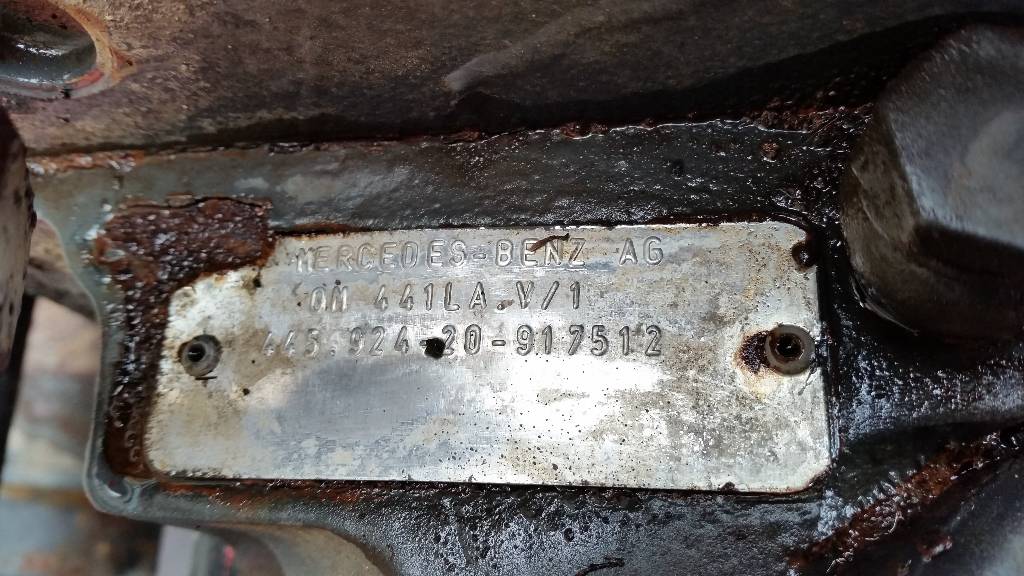 MERCEDES-BENZ AG
OM 441LA.V/1
445.924-20-917512